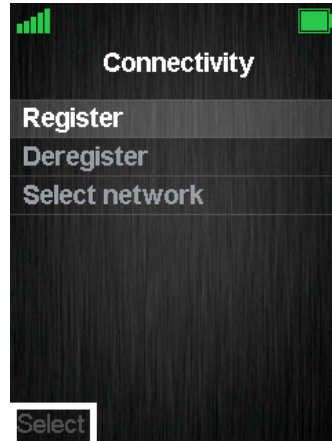 Connectivity
Register
Deregister
Select network
Select